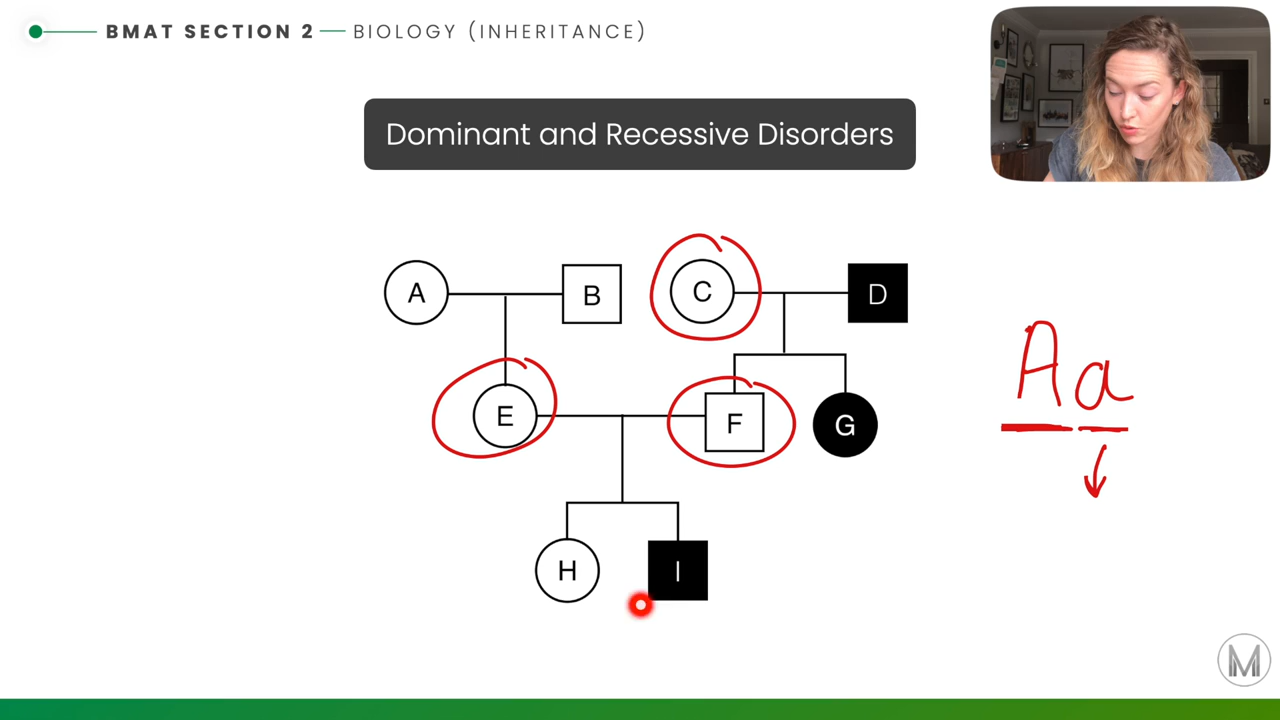 BMAT SECTION 2 — BIOLOGY (INHERITANCE)
Dominant and Recessive Disorders
A B C D
Aa
E F G
H I
M